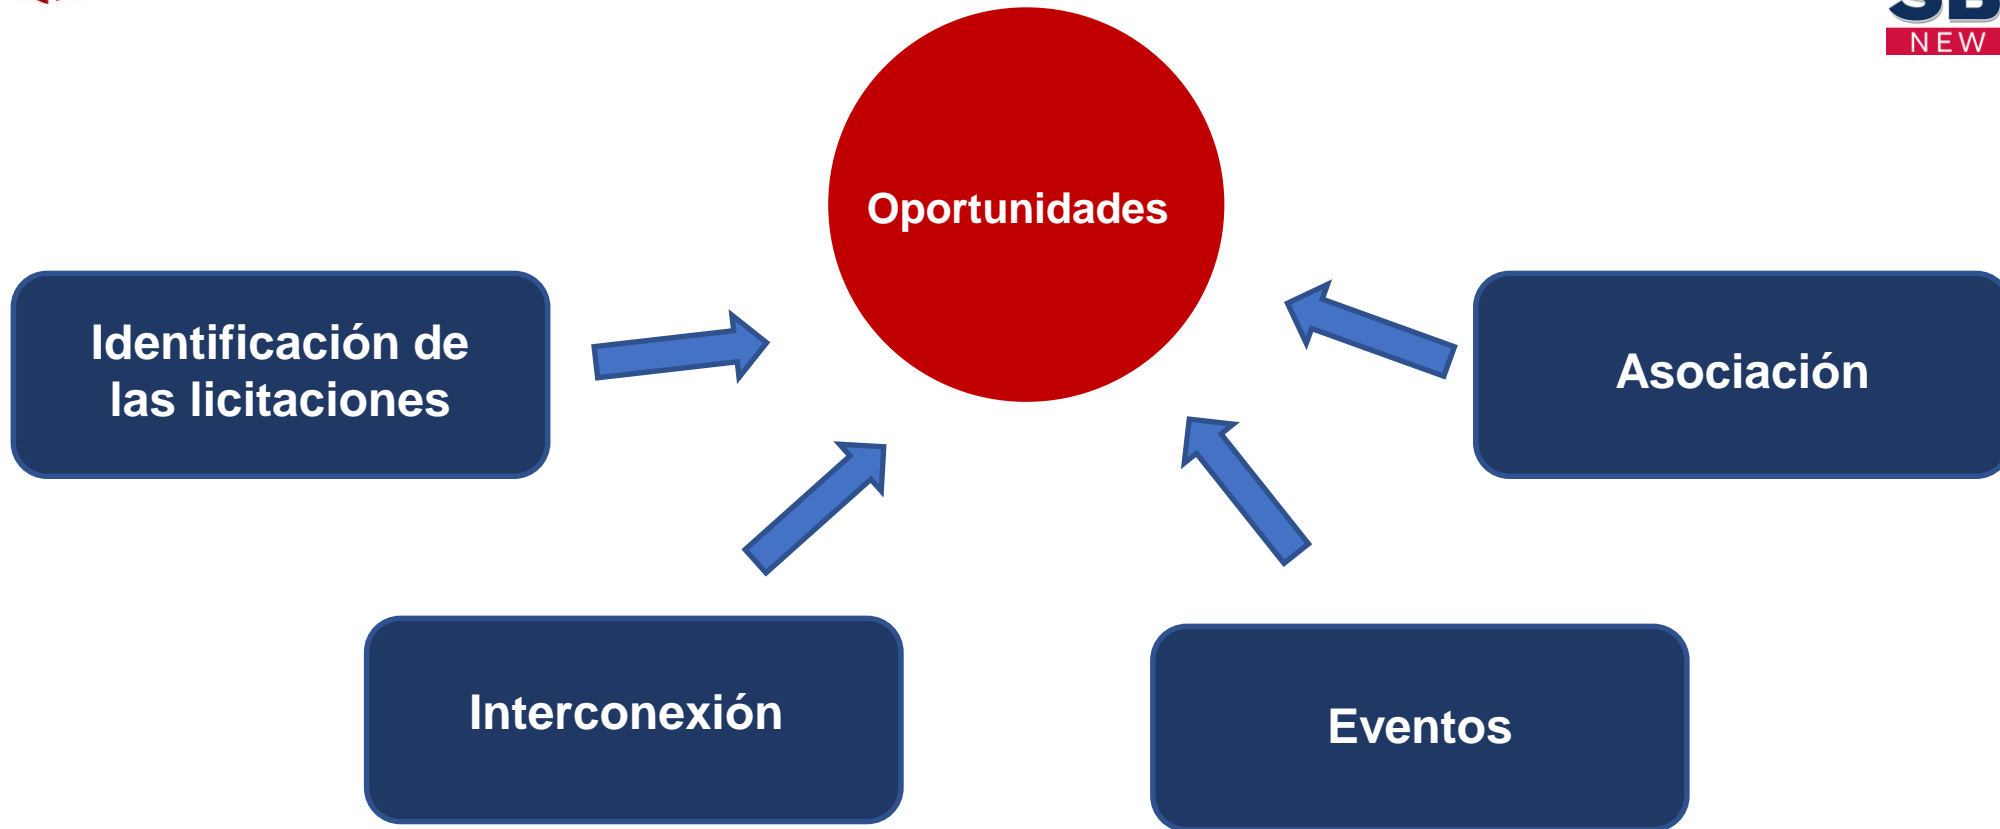 NEW
Oportunidades
Identificación de
las licitaciones
Asociación
Interconexión
Eventos